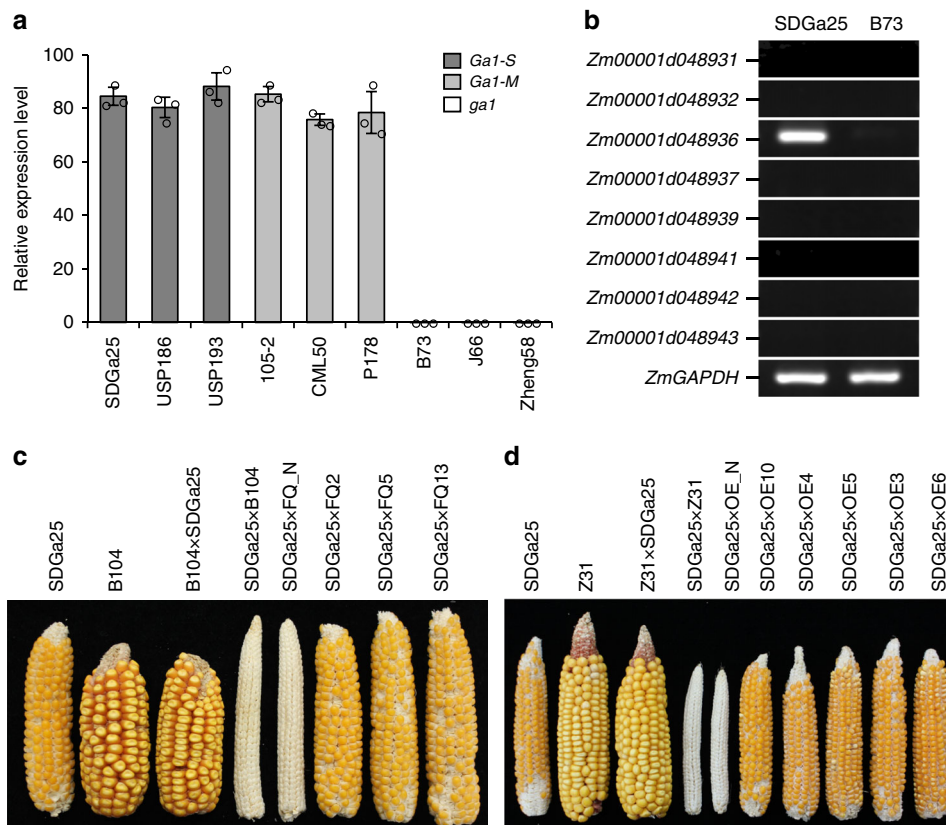 a
Relative expression level
100
80
60
40
20
0
SDGa25
USP186
USP193
105-2
CML50
P178
B73
J66
Zheng58
Ga1-S
Ga1-M
ga1
b
SDGa25 B73
Zm00001d048931
Zm00001d048932
Zm00001d048936
Zm00001d048937
Zm00001d048939
Zm00001d048941
Zm00001d048942
Zm00001d048943
ZmGAPDH
c
SDGa25
B104
B104×SDGa25
SDGa25×B104
SDGa25×FQ_N
SDGa25×FQ2
SDGa25×FQ5
SDGa25×FQ13
d
SDGa25
Z31
Z31×SDGa25
SDGa25×Z31
SDGa25×OE_N
SDGa25×OE10
SDGa25×OE4
SDGa25×OE5
SDGa25×OE3
SDGa25×OE6